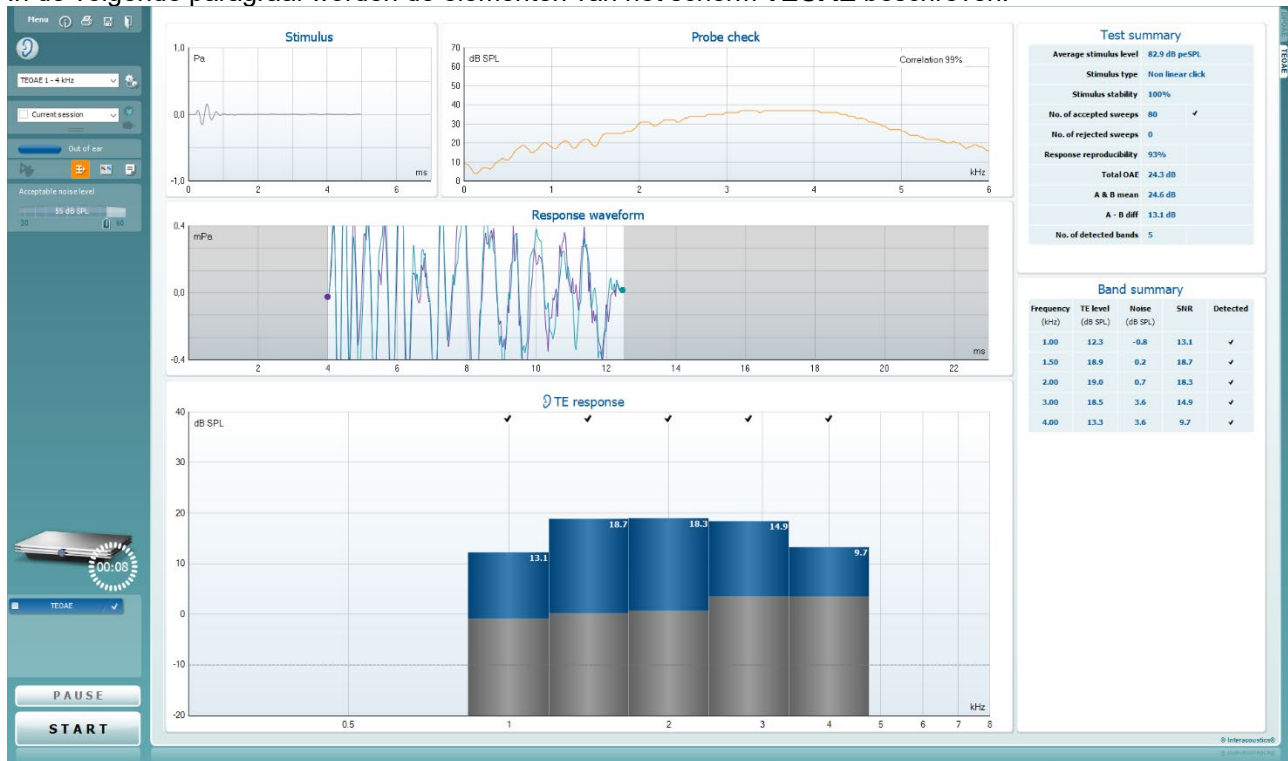 in de volgende paragraaf worden de elementen van het scherm TEOAE beschreven.
Menu
TEOAE 1 - 4 kHz
Current session
Out of ear
Acceptable noise level
55 dB SPL
30 60
00:08
TEOAE
PAUSE
START
Stimulus
Pa
1,0
0,0
-1,0
0 2 4 6
ms
Probe check
dB SPL
Correlation 99%
70
60
50
40
30
20
10
0
0 1 2 3 4 5 6
kHz
Response waveform
mPa
0,4
0,0
-0,4
2 4 6 8 10 12 14 16 18 20 22
ms
TE response
dB SPL
40
30
20
10
0
-10
-20
13.1 18.7 18.3 14.9 9.7
0.5 1 2 3 4 5 6 7 8
kHz
Test summary
Average stimulus level 82.9 dB peSPL
Stimulus type Non linear click
Stimulus stability 100%
No. of accepted sweeps 80 ✓
No. of rejected sweeps 0
Response reproducibility 93%
Total OAE 24.3 dB
A & B mean 24.6 dB
A - B diff 13.1 dB
No. of detected bands 5
Band summary
Frequency TE level Noise SNR Detected
(kHz) (dB SPL) (dB SPL)
1.00 12.3 -0.8 13.1 ✓
1.50 18.9 0.2 18.7 ✓
2.00 19.0 0.7 18.3 ✓
3.00 18.5 3.6 14.9 ✓
4.00 13.3 3.6 9.7 ✓
TEOAE
® Interacoustics®